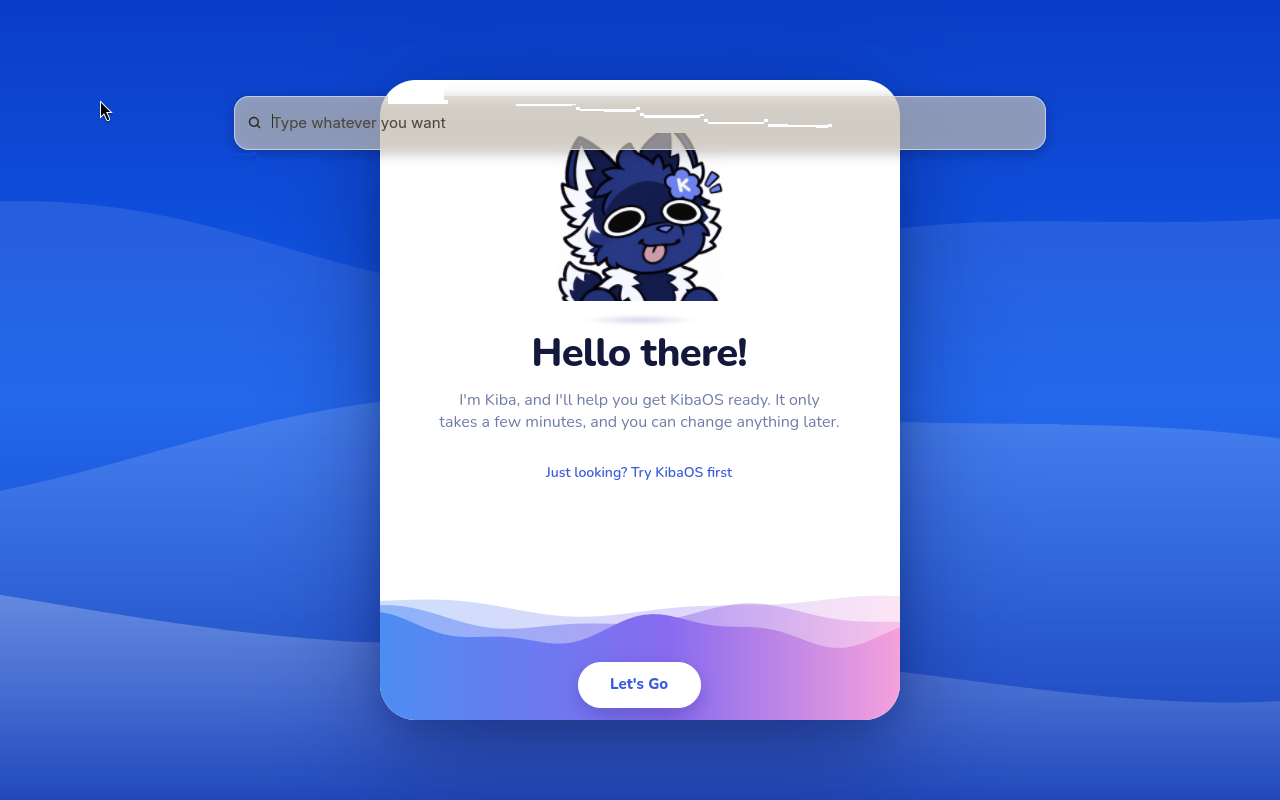 Type whatever you want
K
Hello there!
I'm Kiba, and I'll help you get KibaOS ready. It only
takes a few minutes, and you can change anything later.
Just looking? Try KibaOS first
Let's Go